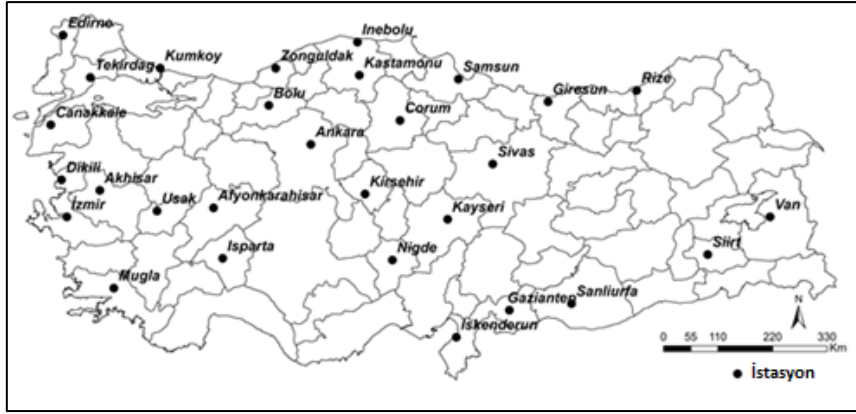 Edirne
Inebolu
Tekirdag
Kumkoy
Zonguldak
Kastamonu
Samsun
Giresun
Rize
Bolu
Corum
Canakkale
Ankara
Sivas
Dikili
Akhisar
Kirsehir
Usak
Afyonkarahisar
İzmir
Kayseri
Van
Isparta
Nigde
Siirt
Mugla
Gaziantep
Sanliurfa
Iskenderun
N
0 55 110 220 330
Km
İstasyon